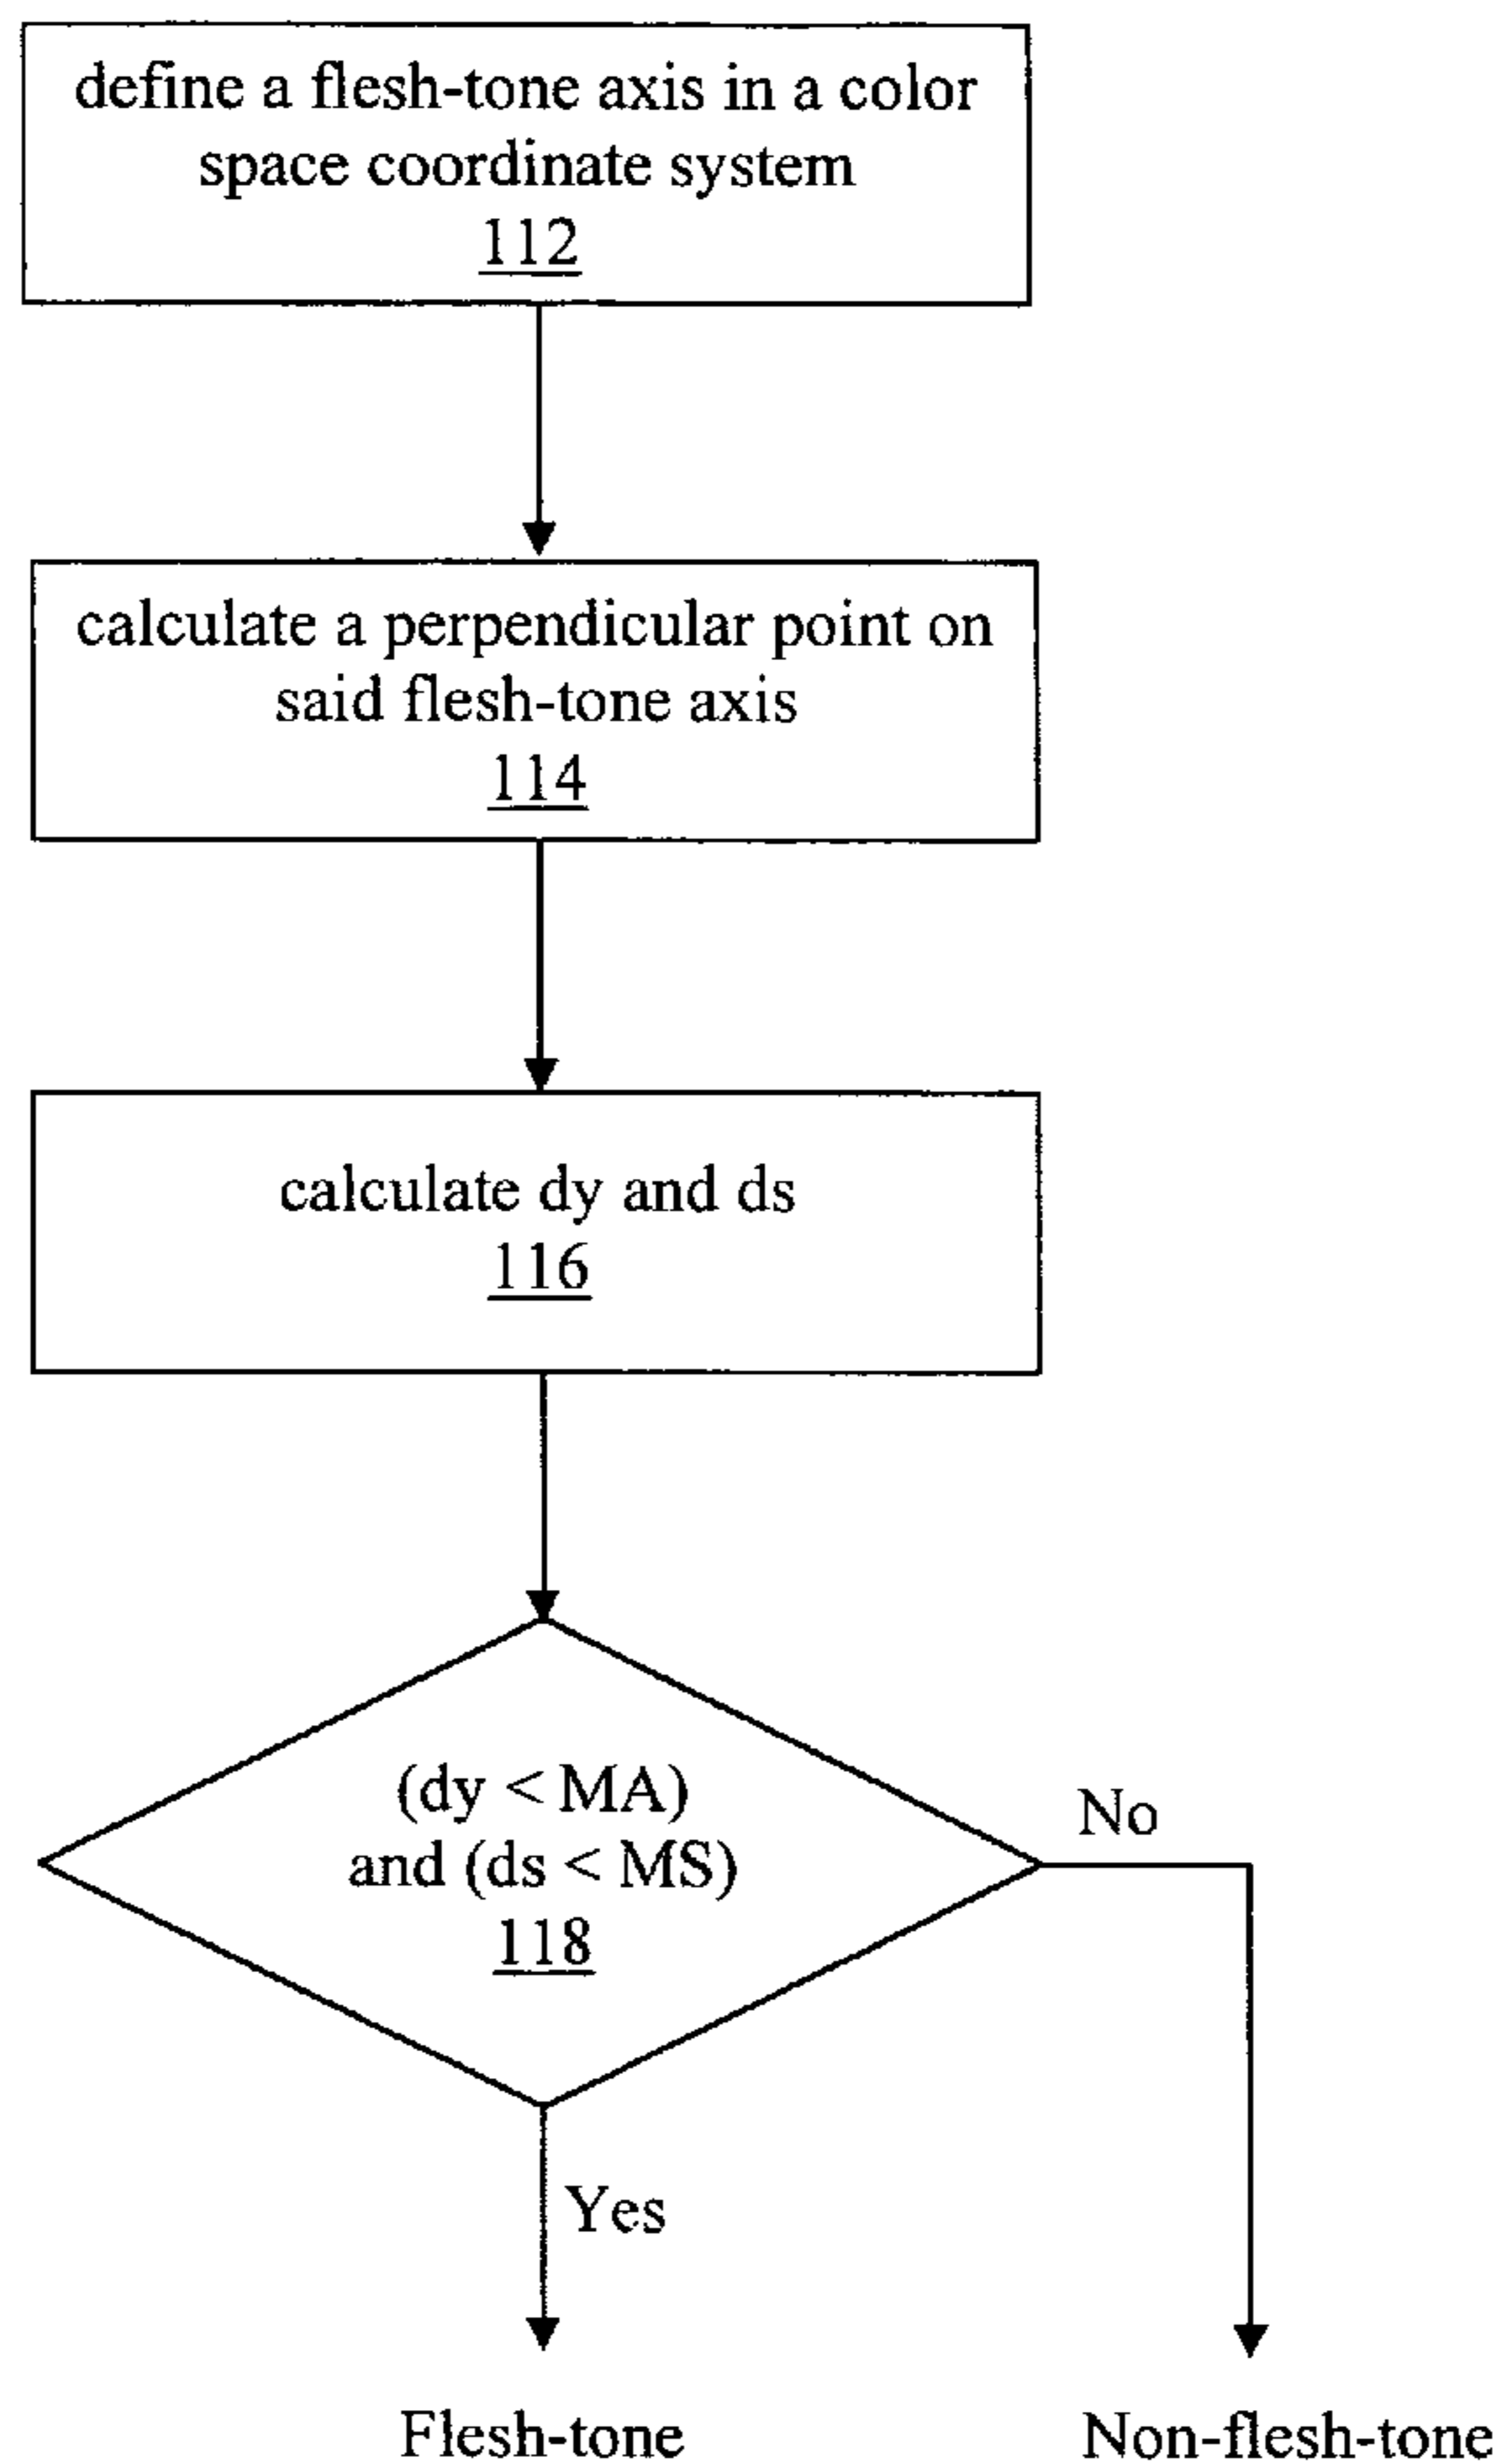 define a flesh-tone axis in a color
space coordinate system
112
calculate a perpendicular point on
said flesh-tone axis
114
calculate dy and ds
116
(dy < MA)
and (ds < MS)
118
No
Yes
Flesh-tone
Non-flesh-tone